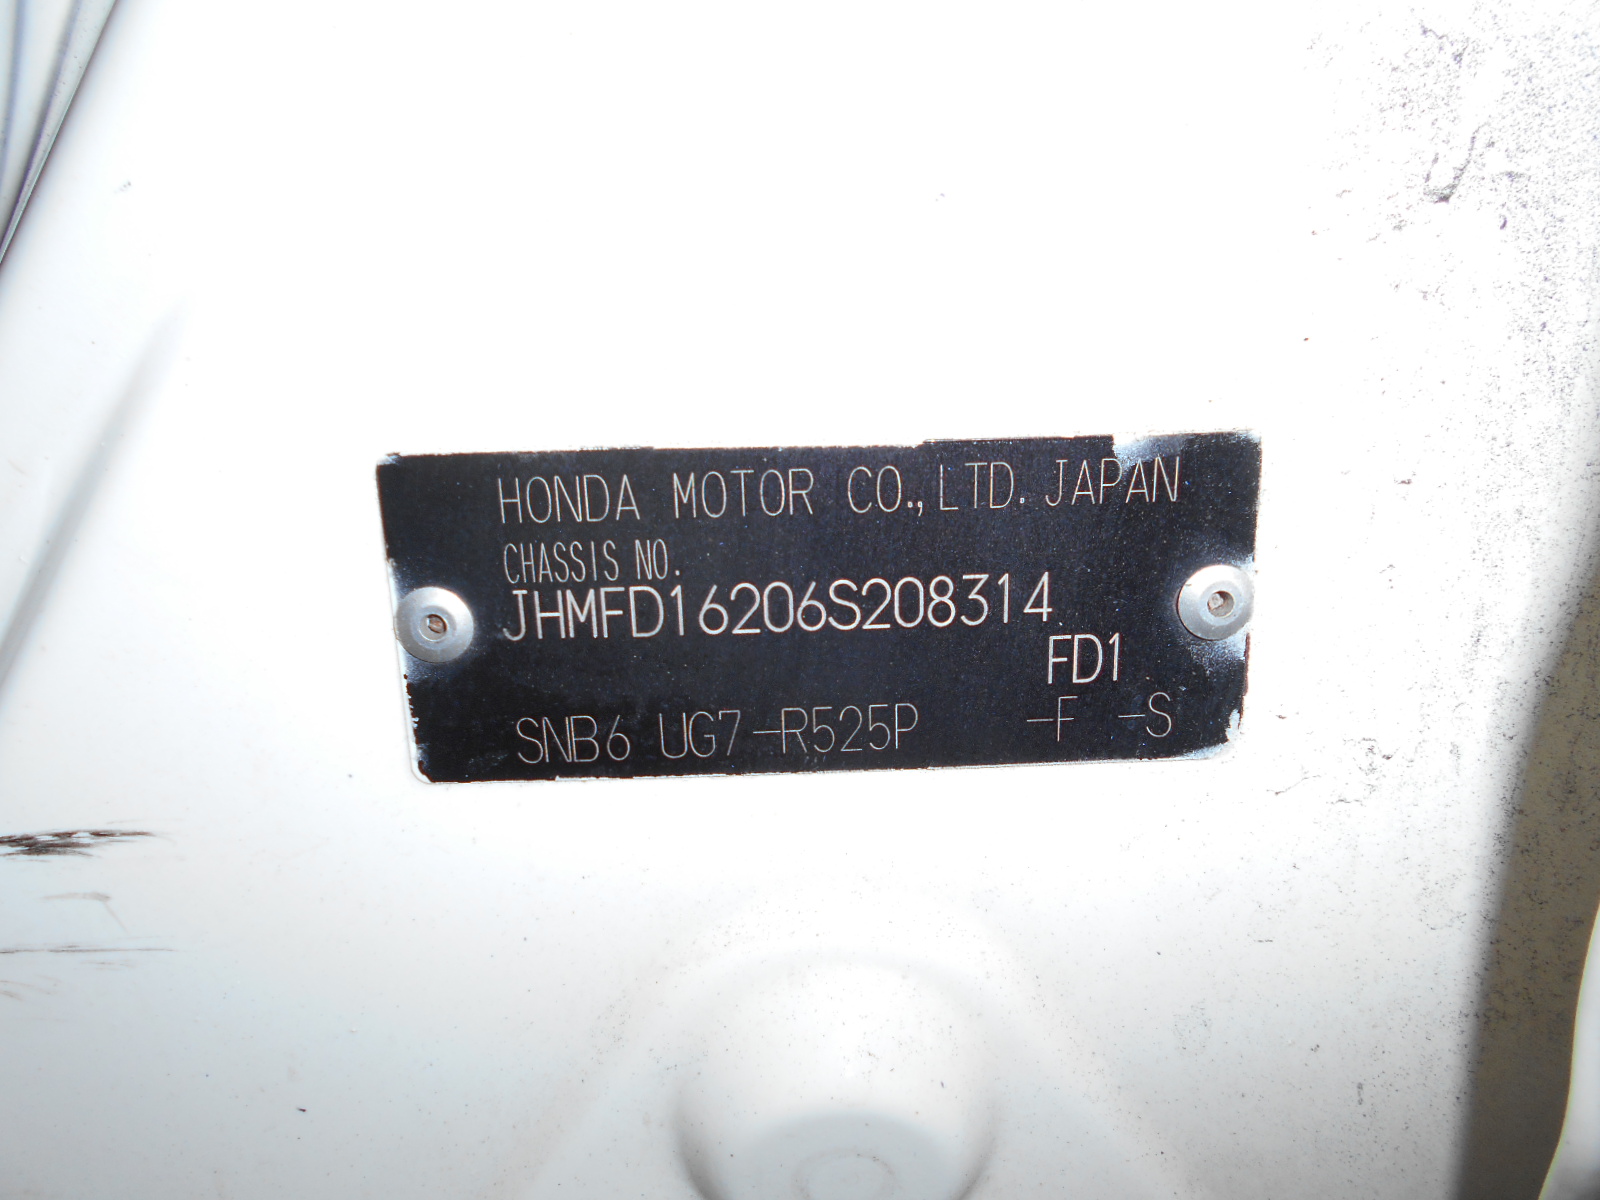 HONDA MOTOR CO., LTD. JAPAN
CHASSIS NO.
JHMFD16206S208314
FD1
SNB6 UG7-R525P -F -S